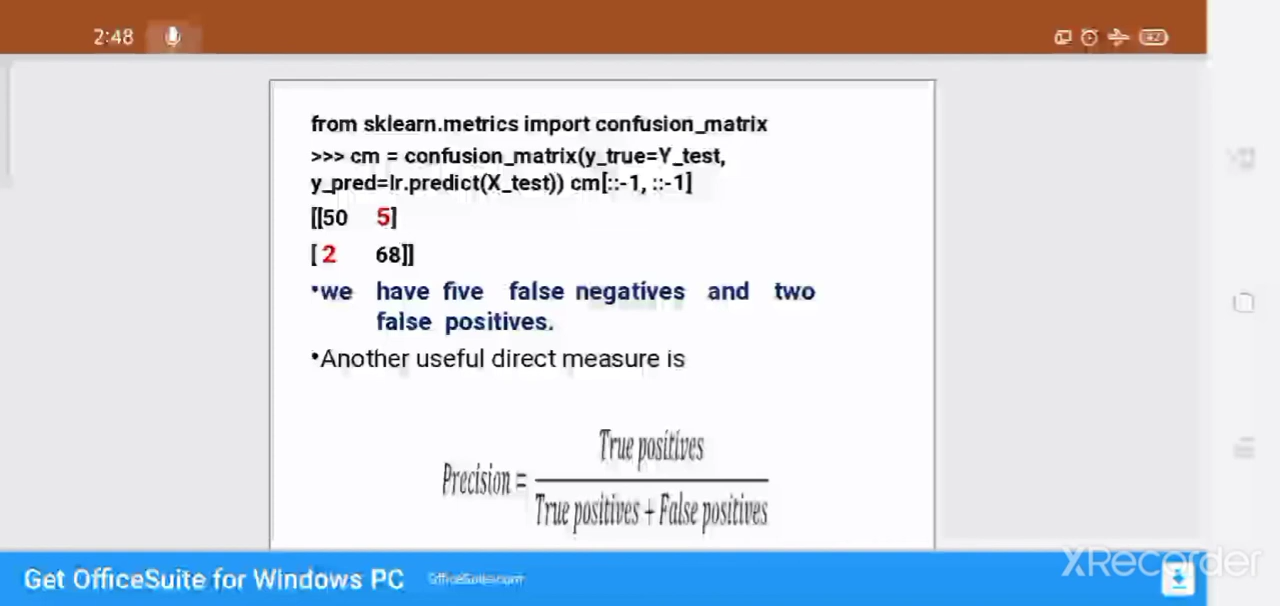 2:48
from sklearn.metrics import confusion_matrix
>>> cm = confusion_matrix(y_true=Y_test,
y_pred=lr.predict(X_test)) cm[::-1, ::-1]
[[50 5]
[ 2 68]]
•we have five false negatives and two
false positives.
•Another useful direct measure is
True positives
Precision =
True positives + False positives
XRecorder
Get OfficeSuite for Windows PC OfficeSuite.com